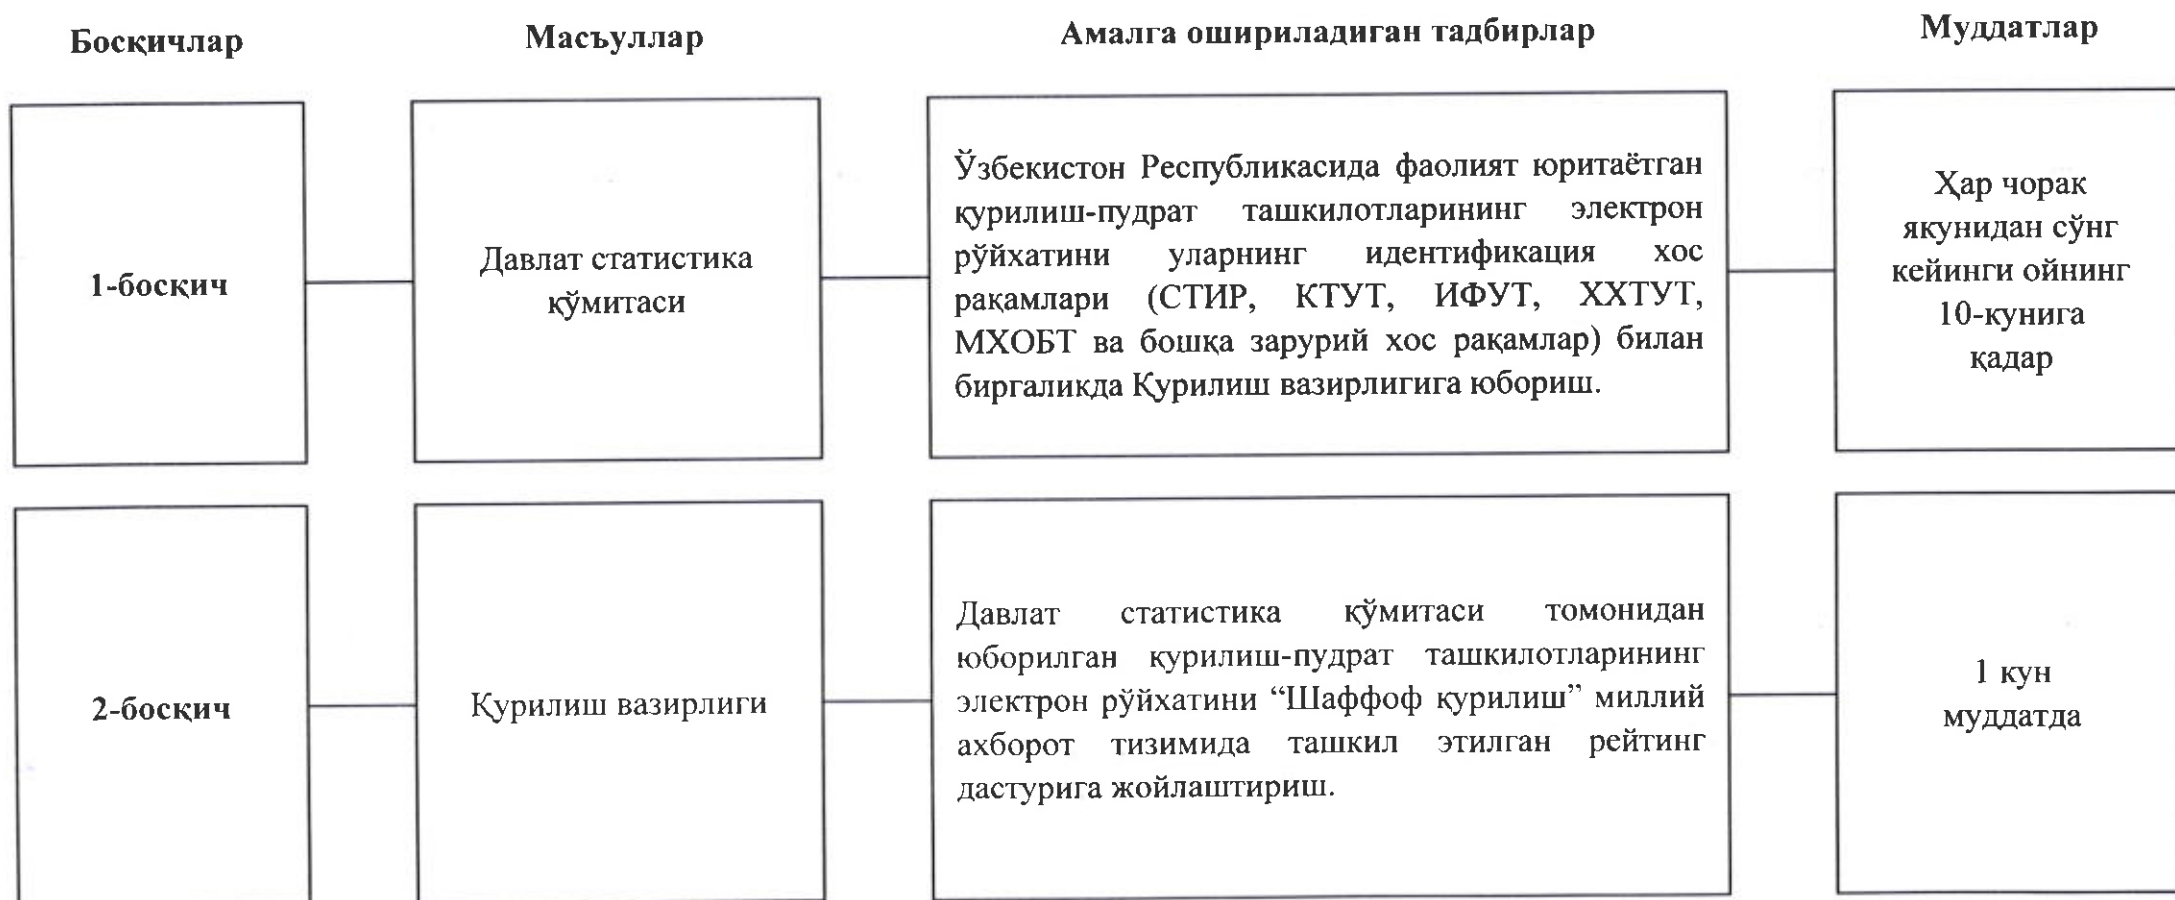 Босқичлар
Масъуллар
Амалга ошириладиган тадбирлар
Муддатлар
1-босқич
Давлат статистика
қўмитаси
Ўзбекистон Республикасида фаолият юритаётган
қурилиш-пудрат ташкилотларининг электрон
рўйхатини уларнинг идентификация хос
рақамлари (СТИР, КТУТ, ИФУТ, ХХТУТ,
МХОБТ ва бошқа зарурий хос рақамлар) билан
биргаликда Қурилиш вазирлигига юбориш.
Ҳар чорак
якунидан сўнг
кейинги ойнинг
10-кунига
қадар
2-босқич
Қурилиш вазирлиги
Давлат статистика қўмитаси томонидан
юборилган қурилиш-пудрат ташкилотларининг
электрон рўйхатини “Шаффоф қурилиш” миллий
ахборот тизимида ташкил этилган рейтинг
дастурига жойлаштириш.
1 кун
муддатда